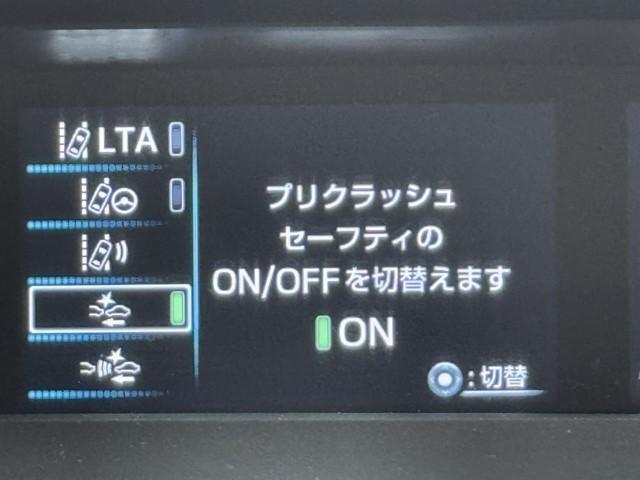 LTA
プリクラッシュ
セーフティの
ON/OFFを切替えます
ON
:切替